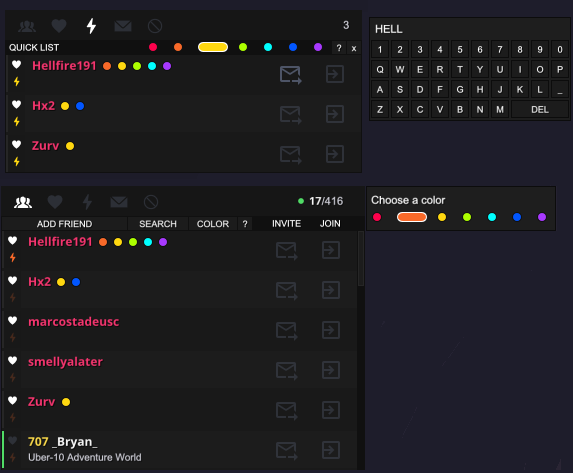 3
QUICK LIST ? x
Hellfire191
Hx2
Zurv
HELL
1 2 3 4 5 6 7 8 9 0
Q W E R T Y U I O P
A S D F G H J K L _
Z X C V B N M DEL
17/416
ADD FRIEND SEARCH COLOR ? INVITE JOIN
Hellfire191
Hx2
marcostadeusc
smellyalater
Zurv
707 _Bryan_
Uber-10 Adventure World
Choose a color